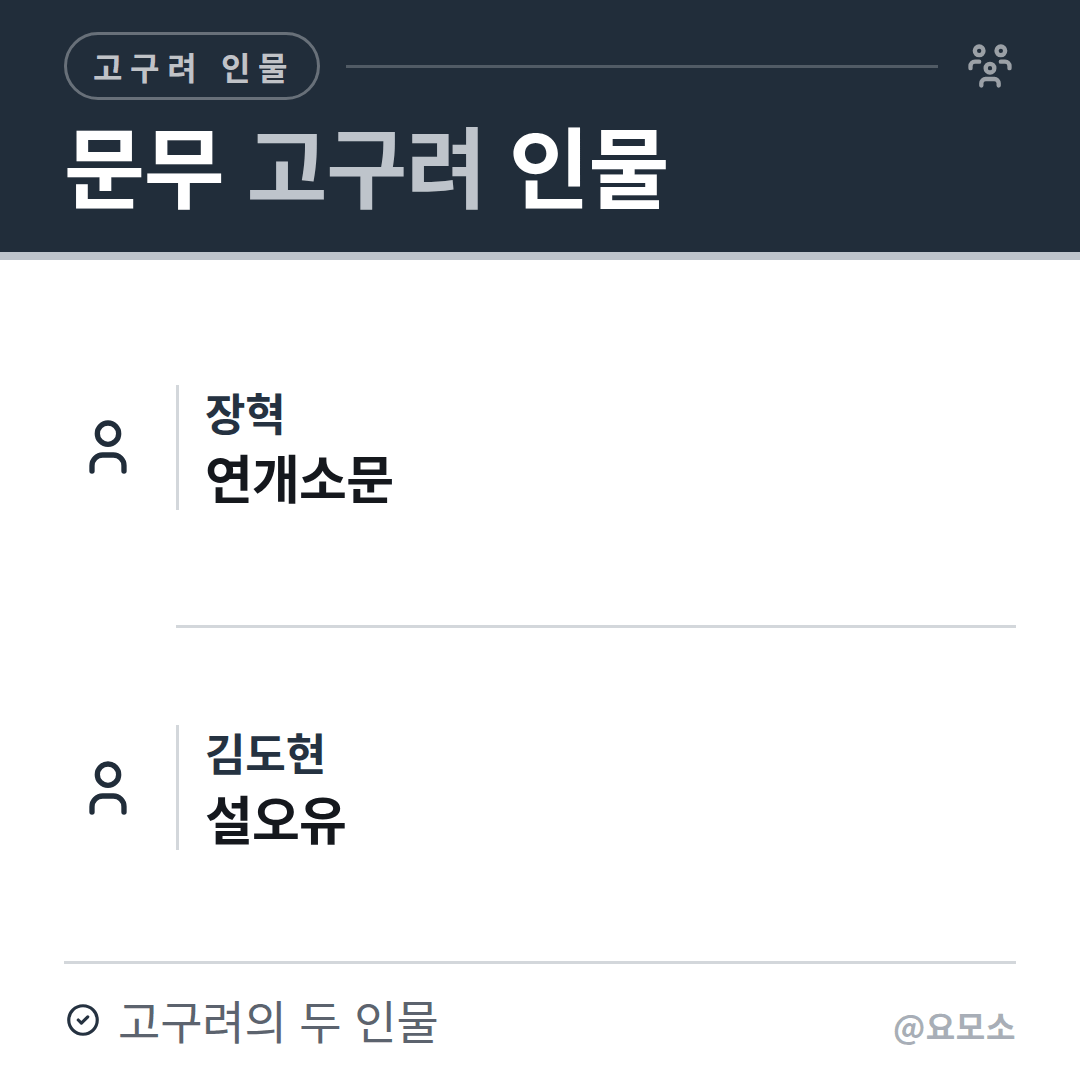 고구려 인물
문무 고구려 인물
장혁
연개소문
김도현
설오유
고구려의 두 인물
@요모소